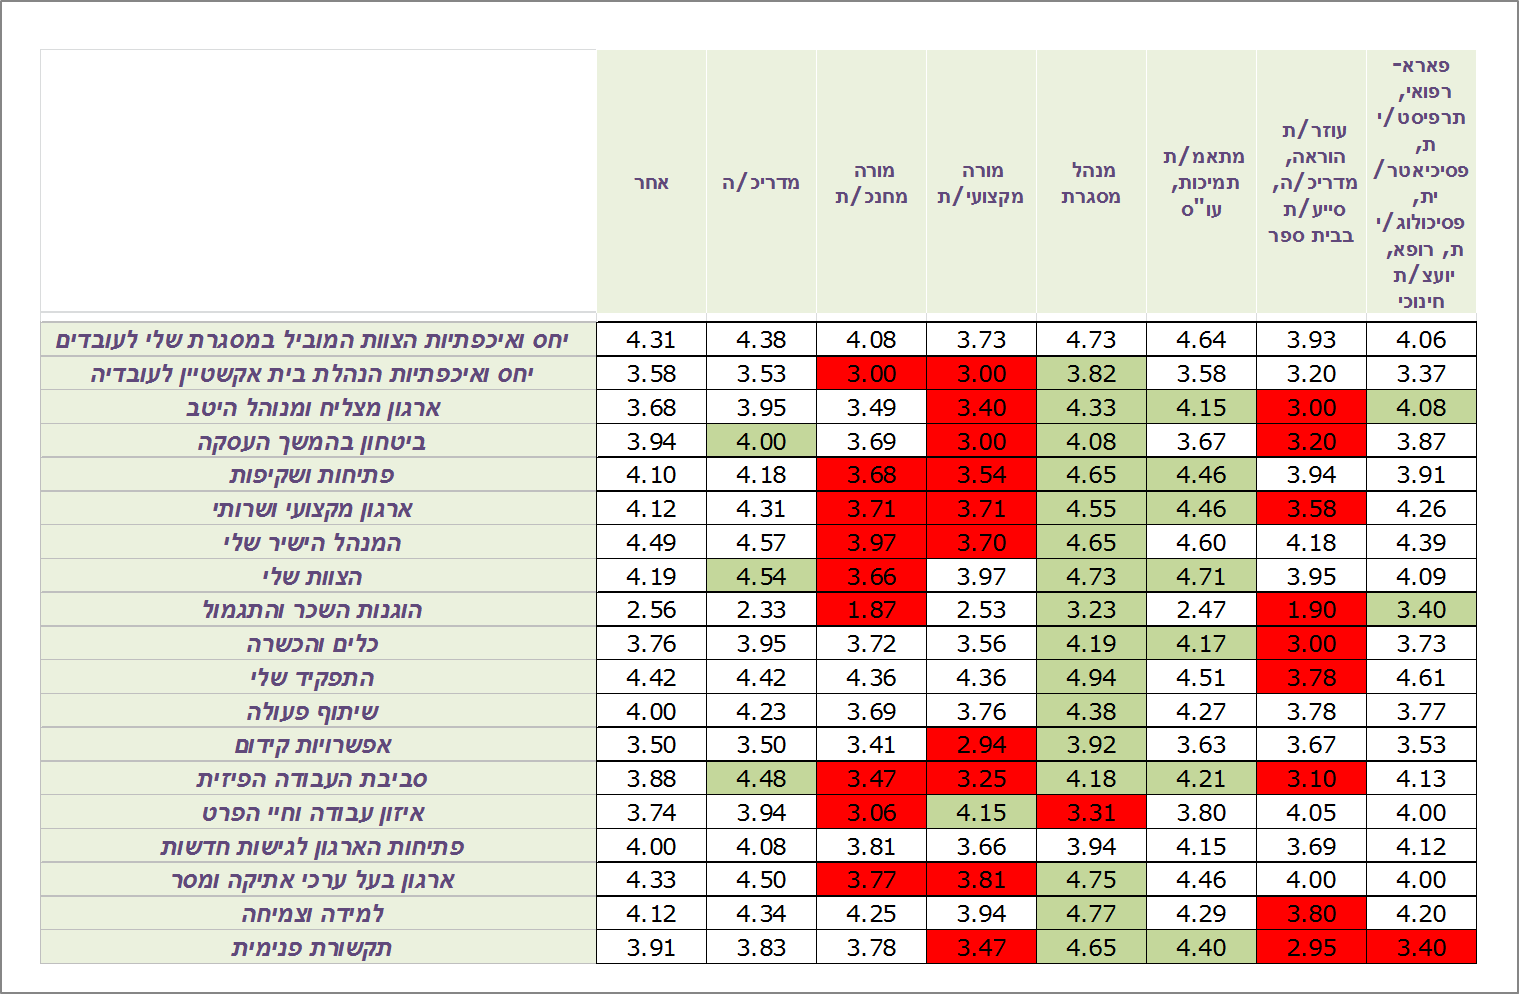 אחר
מדריכ/ה
מורה
מחנכ/ת
מורה
מקצועי/ת
מנהל
מסגרת
מתאמ/ת
תמיכות,
עו"ס
עוזר/ת
הוראה,
מדריכ/ה,
סייע/ת
בבית ספר
פארא-
רפואי,
תרפיסט/י
ת,
פסיכיאטר/
ית,
פסיכולוג/י
ת, רופא,
יועצ/ת
חינוכי
יחס ואיכפתיות הצוות המוביל במסגרת שלי לעובדים 4.31 4.38 4.08 3.73 4.73 4.64 3.93 4.06
יחס ואיכפתיות הנהלת בית אקשטיין לעובדיה 3.58 3.53 3.00 3.00 3.82 3.58 3.20 3.37
ארגון מצליח ומנוהל היטב 3.68 3.95 3.49 3.40 4.33 4.15 3.00 4.08
ביטחון בהמשך העסקה 3.94 4.00 3.69 3.00 4.08 3.67 3.20 3.87
פתיחות ושקיפות 4.10 4.18 3.68 3.54 4.65 4.46 3.94 3.91
ארגון מקצועי ושרותי 4.12 4.31 3.71 3.71 4.55 4.46 3.58 4.26
המנהל הישיר שלי 4.49 4.57 3.97 3.70 4.65 4.60 4.18 4.39
הצוות שלי 4.19 4.54 3.66 3.97 4.73 4.71 3.95 4.09
הוגנות השכר והתגמול 2.56 2.33 1.87 2.53 3.23 2.47 1.90 3.40
כלים והכשרה 3.76 3.95 3.72 3.56 4.19 4.17 3.00 3.73
התפקיד שלי 4.42 4.42 4.36 4.36 4.94 4.51 3.78 4.61
שיתוף פעולה 4.00 4.23 3.69 3.76 4.38 4.27 3.78 3.77
אפשרויות קידום 3.50 3.50 3.41 2.94 3.92 3.63 3.67 3.53
סביבת העבודה הפיזית 3.88 4.48 3.47 3.25 4.18 4.21 3.10 4.13
איזון עבודה וחיי הפרט 3.74 3.94 3.06 4.15 3.31 3.80 4.05 4.00
פתיחות הארגון לגישות חדשות 4.00 4.08 3.81 3.66 3.94 4.15 3.69 4.12
ארגון בעל ערכי אתיקה ומסר 4.33 4.50 3.77 3.81 4.75 4.46 4.00 4.00
למידה וצמיחה 4.12 4.34 4.25 3.94 4.77 4.29 3.80 4.20
תקשורת פנימית 3.91 3.83 3.78 3.47 4.65 4.40 2.95 3.40